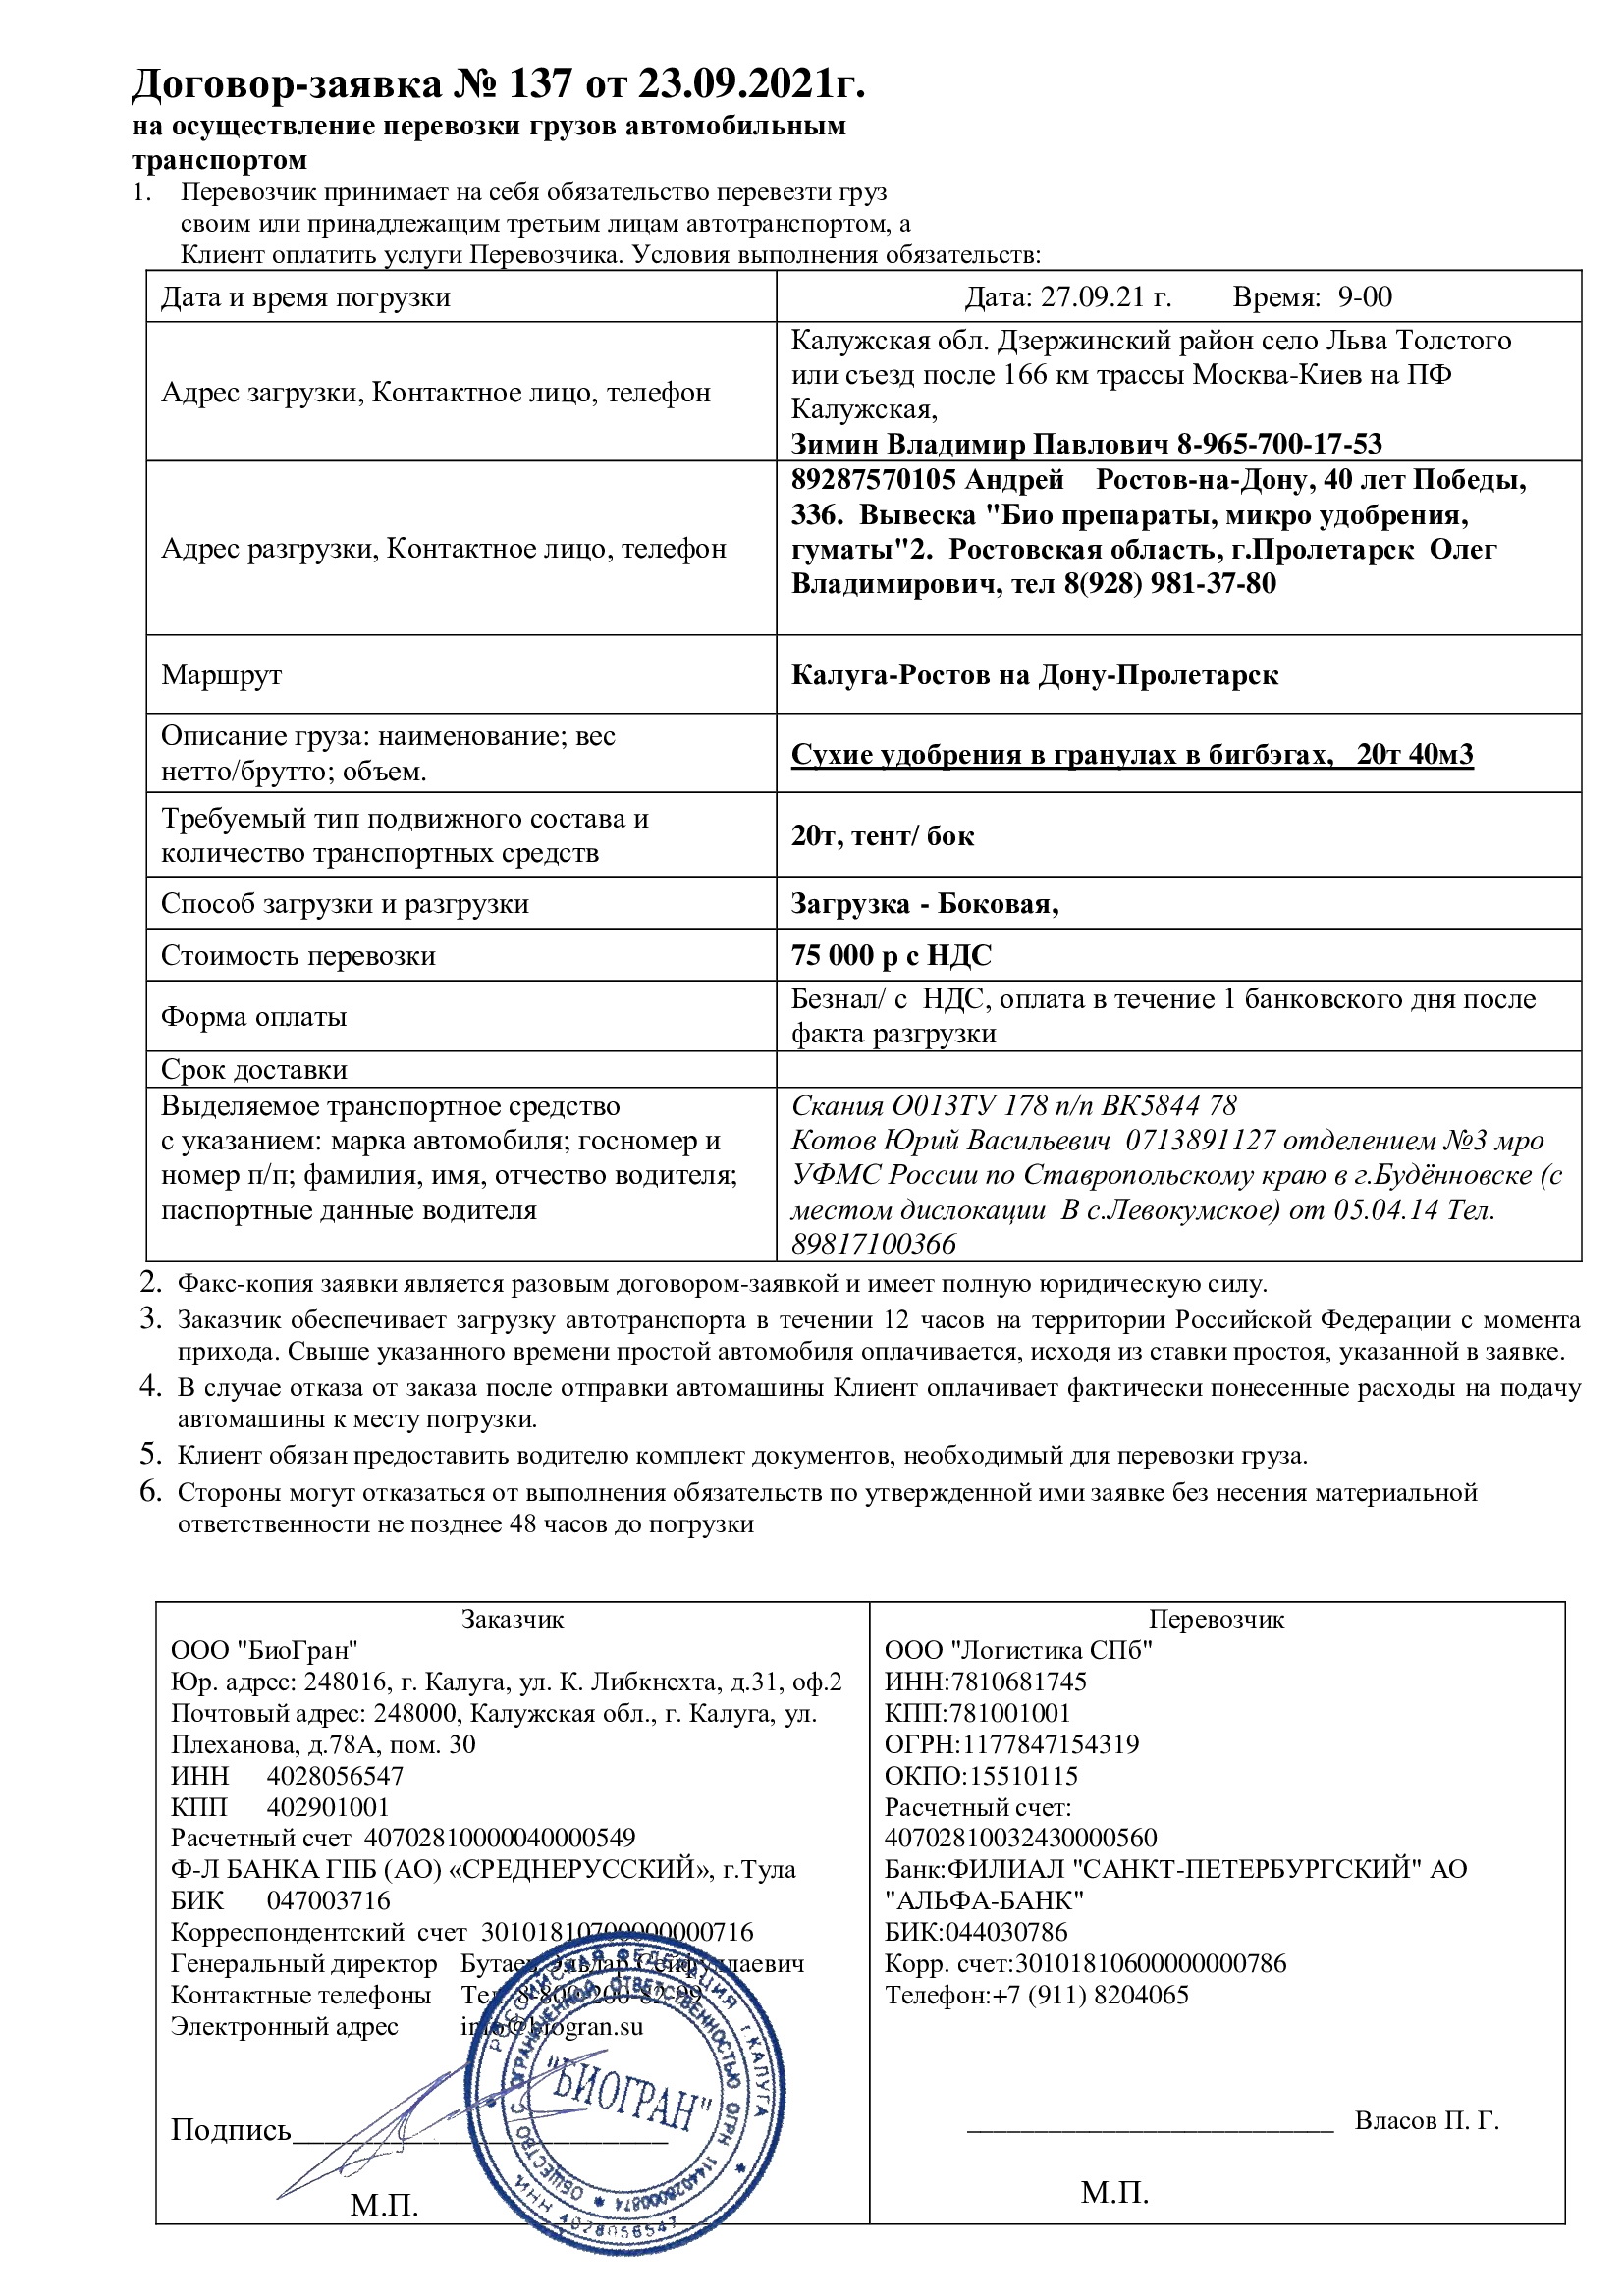 Договор-заявка № 137 от 23.09.2021г.
на осуществление перевозки грузов автомобильным
транспортом
1. Перевозчик принимает на себя обязательство перевезти груз
своим или принадлежащим третьим лицам автотранспортом, а
Клиент оплатить услуги Перевозчика. Условия выполнения обязательств:
Дата и время погрузки
Дата: 27.09.21 г. Время: 9-00
Адрес загрузки, Контактное лицо, телефон
Калужская обл. Дзержинский район село Льва Толстого
или съезд после 166 км трассы Москва-Киев на ПФ
Калужская,
Зимин Владимир Павлович 8-965-700-17-53
Адрес разгрузки, Контактное лицо, телефон
89287570105 Андрей Ростов-на-Дону, 40 лет Победы,
336. Вывеска "Био препараты, микро удобрения,
гуматы"2. Ростовская область, г.Пролетарск Олег
Владимирович, тел 8(928) 981-37-80
Маршрут
Калуга-Ростов на Дону-Пролетарск
Описание груза: наименование; вес
нетто/брутто; объем.
Сухие удобрения в гранулах в бигбэгах, 20т 40м3
Требуемый тип подвижного состава и
количество транспортных средств
20т, тент/ бок
Способ загрузки и разгрузки
Загрузка - Боковая,
Стоимость перевозки
75 000 р с НДС
Форма оплаты
Безнал/ с НДС, оплата в течение 1 банковского дня после
факта разгрузки
Срок доставки
Выделяемое транспортное средство
с указанием: марка автомобиля; госномер и
номер п/п; фамилия, имя, отчество водителя;
паспортные данные водителя
Скания О013ТУ 178 п/п ВК5844 78
Котов Юрий Васильевич 0713891127 отделением №3 мро
УФМС России по Ставропольскому краю в г.Будённовске (с
местом дислокации В с.Левокумское) от 05.04.14 Тел.
89817100366
2. Факс-копия заявки является разовым договором-заявкой и имеет полную юридическую силу.
3. Заказчик обеспечивает загрузку автотранспорта в течении 12 часов на территории Российской Федерации с момента
прихода. Свыше указанного времени простой автомобиля оплачивается, исходя из ставки простоя, указанной в заявке.
4. В случае отказа от заказа после отправки автомашины Клиент оплачивает фактически понесенные расходы на подачу
автомашины к месту погрузки.
5. Клиент обязан предоставить водителю комплект документов, необходимый для перевозки груза.
6. Стороны могут отказаться от выполнения обязательств по утвержденной ими заявке без несения материальной
ответственности не позднее 48 часов до погрузки
Заказчик
ООО "БиоГран"
Юр. адрес: 248016, г. Калуга, ул. К. Либкнехта, д.31, оф.2
Почтовый адрес: 248000, Калужская обл., г. Калуга, ул.
Плеханова, д.78А, пом. 30
ИНН 4028056547
КПП 402901001
Расчетный счет 40702810000040000549
Ф-Л БАНКА ГПБ (АО) «СРЕДНЕРУССКИЙ», г.Тула
БИК 047003716
Корреспондентский счет 30101810700000000716
Генеральный директор Бутаев Эльдар Сейфуллаевич
Контактные телефоны Тел. 8-800-200-82-99
Электронный адрес info@biogran.su
Подпись_______________________
М.П.
РОССИЙСКАЯ ФЕДЕРАЦИЯ г.КАЛУГА
ИНН 4028056547
ОБЩЕСТВО С ОГРАНИЧЕННОЙ ОТВЕТСТВЕННОСТЬЮ ОГРН 1144028000874
"БИОГРАН"
Перевозчик
ООО "Логистика СПб"
ИНН:7810681745
КПП:781001001
ОГРН:1177847154319
ОКПО:15510115
Расчетный счет:
40702810032430000560
Банк:ФИЛИАЛ "САНКТ-ПЕТЕРБУРГСКИЙ" АО
"АЛЬФА-БАНК"
БИК:044030786
Корр. счет:30101810600000000786
Телефон:+7 (911) 8204065
___________________________ Власов П. Г.
М.П.